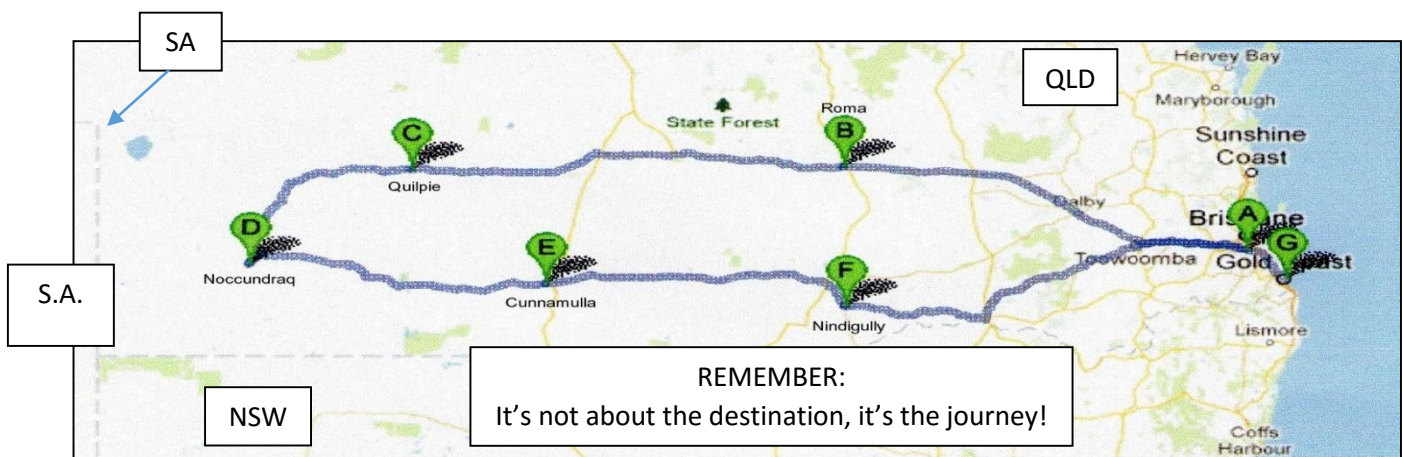 SA
QLD
Hervey Bay
Maryborough
Roma
State Forest
B
C
Sunshine
Coast
Quilpie
Dalby
Brisbane
A
D
E
G
Toowoomba
Gold Coast
Noccundraq
S.A.
F
Cunnamulla
Nindigully
Lismore
REMEMBER:
It’s not about the destination, it’s the journey!
NSW
Coffs
Harbour